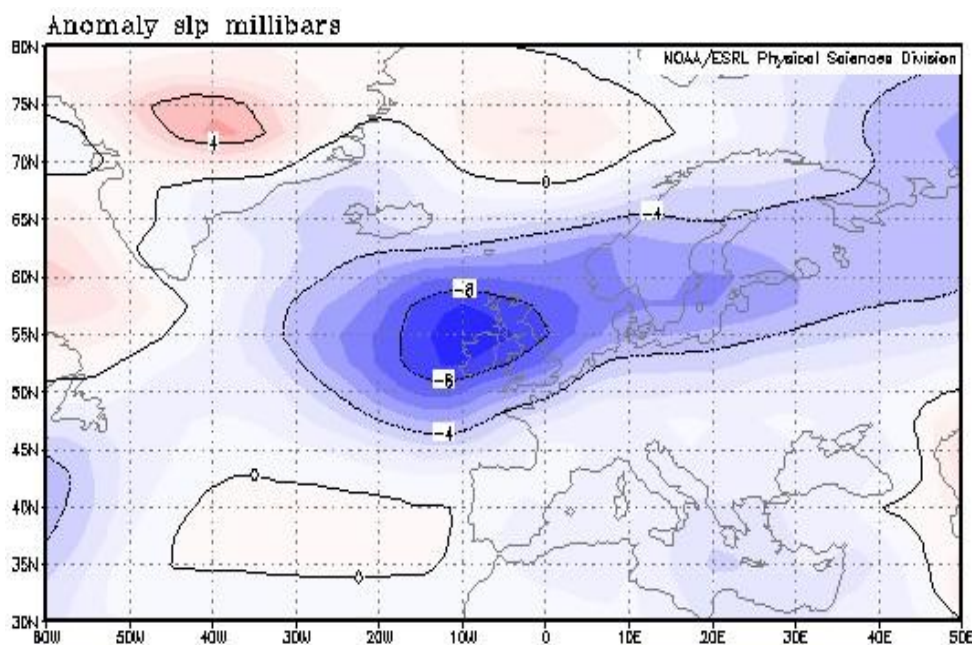 Anomaly slp millibars
80N
NOAA/ESRL Physical Sciences Division
75N
4
70N
0
65N
-4
60N
-8
55N
-8
50N
-4
45N
0
40N
35N
0
30N
60W 50W 40W 30W 20W 10W 0 10E 20E 30E 40E 50E